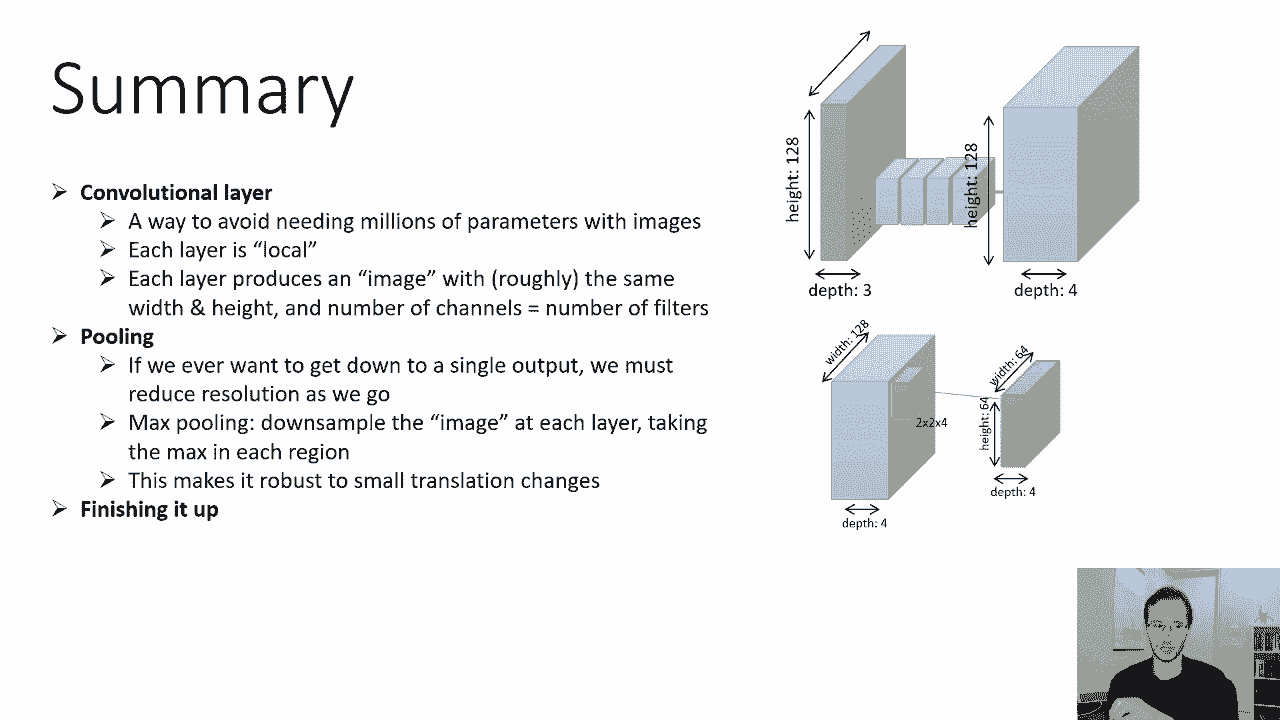 Summary
Convolutional layer
A way to avoid needing millions of parameters with images
Each layer is “local”
Each layer produces an “image” with (roughly) the same
width & height, and number of channels = number of filters
Pooling
If we ever want to get down to a single output, we must
reduce resolution as we go
Max pooling: downsample the “image” at each layer, taking
the max in each region
This makes it robust to small translation changes
Finishing it up
height: 128
depth: 3
height: 128
depth: 4
width: 128
2x2x4
depth: 4
width: 64
height: 64
depth: 4